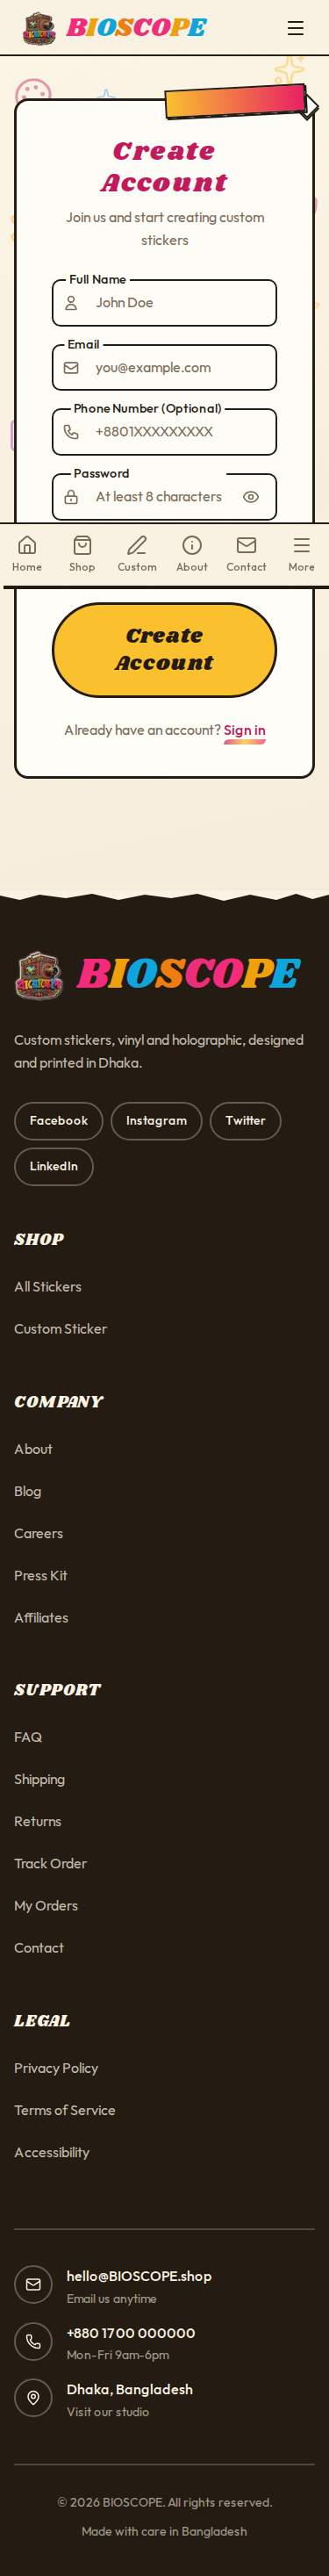 BIOSCOPE
Create
Account
Join us and start creating custom
stickers
Full Name
John Doe
Email
you@example.com
Phone Number (Optional)
+8801XXXXXXXXX
Password
At least 8 characters
Home
Shop
Custom
About
Contact
More
Create
Account
Already have an account? Sign in
BIOSCOPE
Custom stickers, vinyl and holographic, designed
and printed in Dhaka.
Facebook
Instagram
Twitter
LinkedIn
SHOP
All Stickers
Custom Sticker
COMPANY
About
Blog
Careers
Press Kit
Affiliates
SUPPORT
FAQ
Shipping
Returns
Track Order
My Orders
Contact
LEGAL
Privacy Policy
Terms of Service
Accessibility
hello@BIOSCOPE.shop
Email us anytime
+880 1700 000000
Mon-Fri 9am-6pm
Dhaka, Bangladesh
Visit our studio
© 2026 BIOSCOPE. All rights reserved.
Made with care in Bangladesh